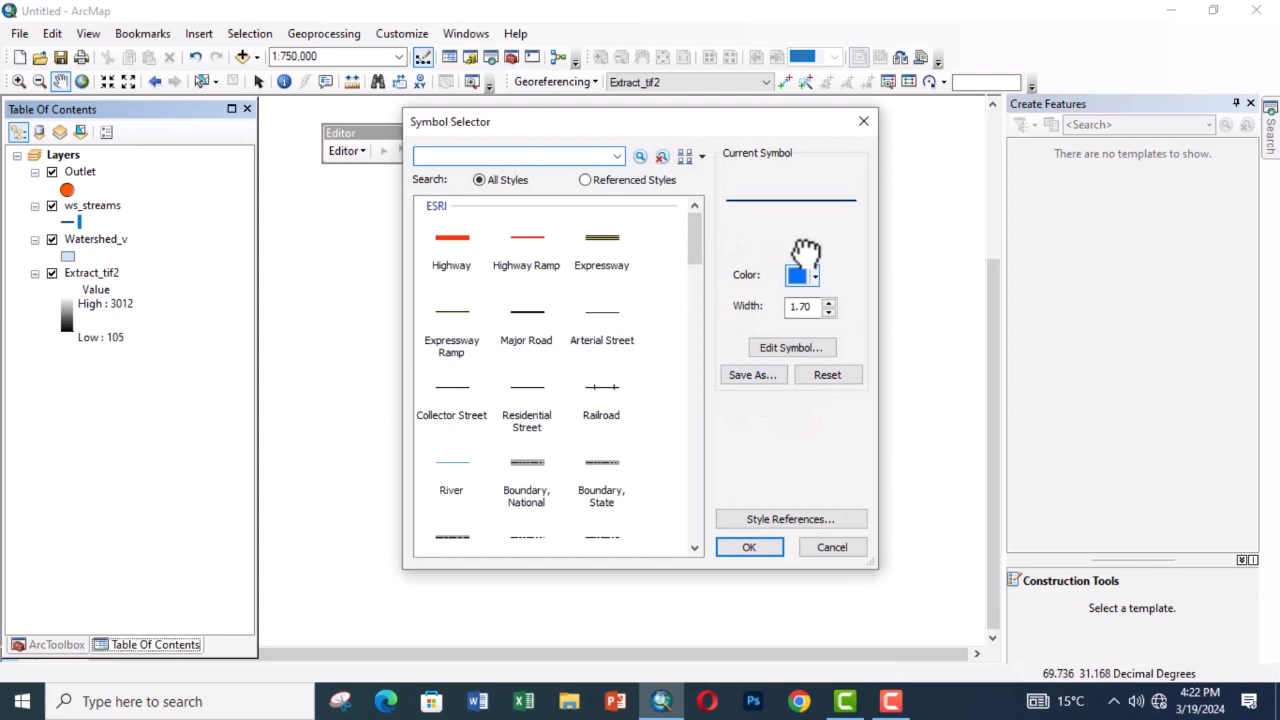 Untitled - ArcMap
File Edit View Bookmarks Insert Selection Geoprocessing Customize Windows Help
1:750,000
Georeferencing Extract_tif2
Table Of Contents
Layers
Outlet
ws_streams
Watershed_v
Extract_tif2
Value
High : 3012
Low : 105
ArcToolbox Table Of Contents
Editor
Editor
Symbol Selector
Search: All Styles Referenced Styles
ESRI
Highway Highway Ramp Expressway
Expressway Ramp Major Road Arterial Street
Collector Street Residential Street Railroad
River Boundary, National Boundary, State
Current Symbol
Color:
Width: 1.70
Edit Symbol...
Save As... Reset
Style References...
OK Cancel
Create Features
<Search>
There are no templates to show.
Search
Construction Tools
Select a template.
69.736 31.168 Decimal Degrees
Type here to search
15°C
4:22 PM
3/19/2024